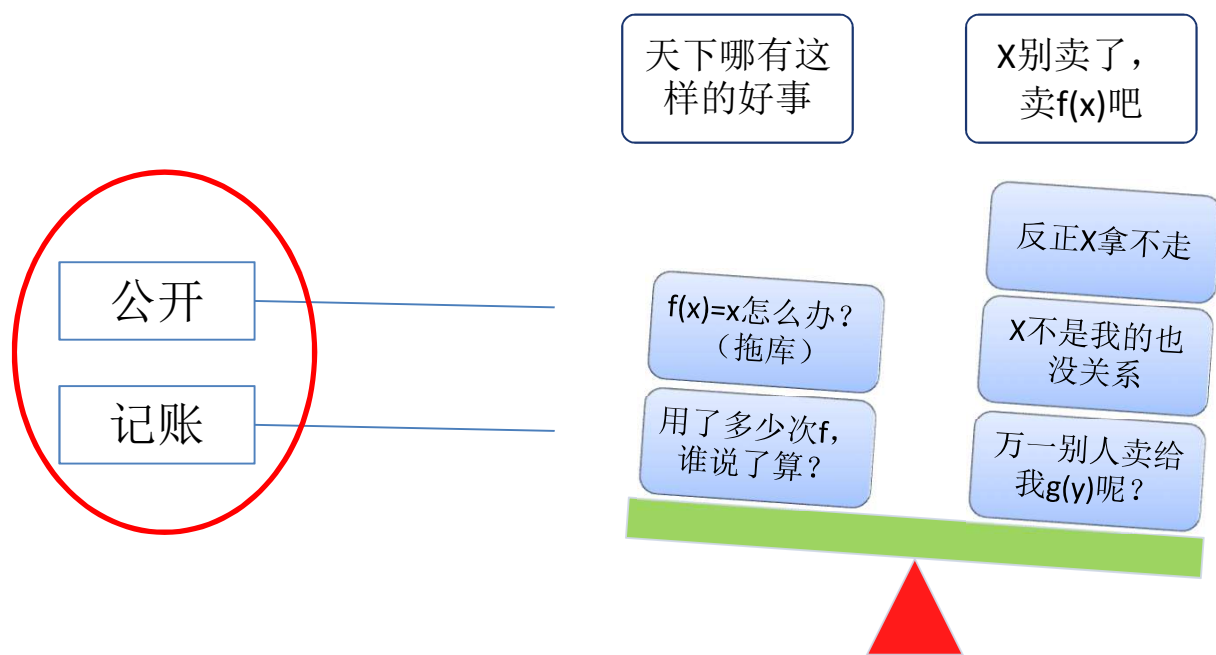 天下哪有这
样的好事
X别卖了，
卖f(x)吧
公开
记账
f(x)=x怎么办？
（拖库）
用了多少次f，
谁说了算？
反正X拿不走
X不是我的也
没关系
万一别人卖给
我g(y)呢？